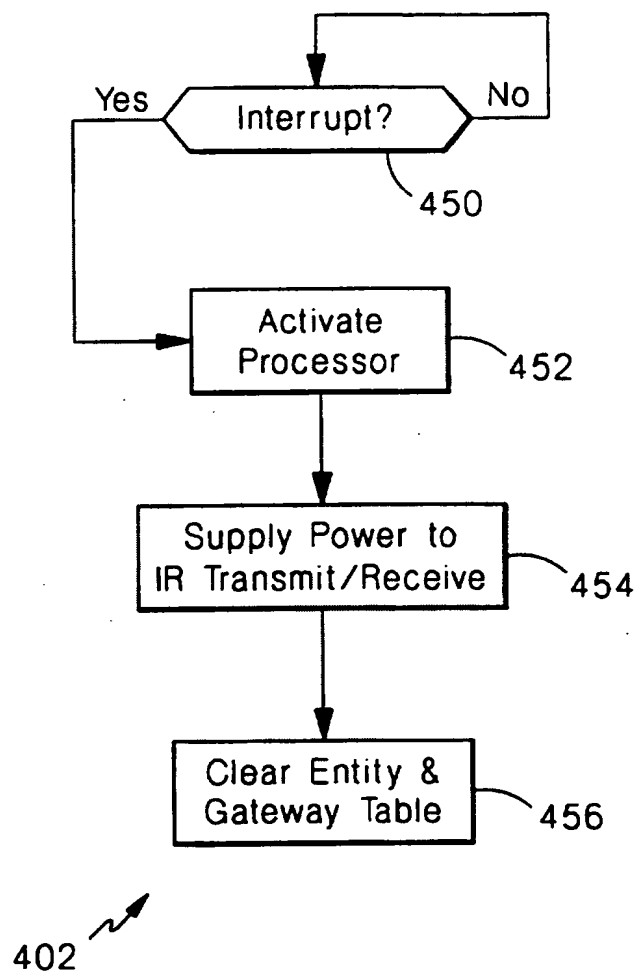 Yes
Interrupt?
No
450
Activate
Processor
452
Supply Power to
IR Transmit/Receive
454
Clear Entity &
Gateway Table
456
402